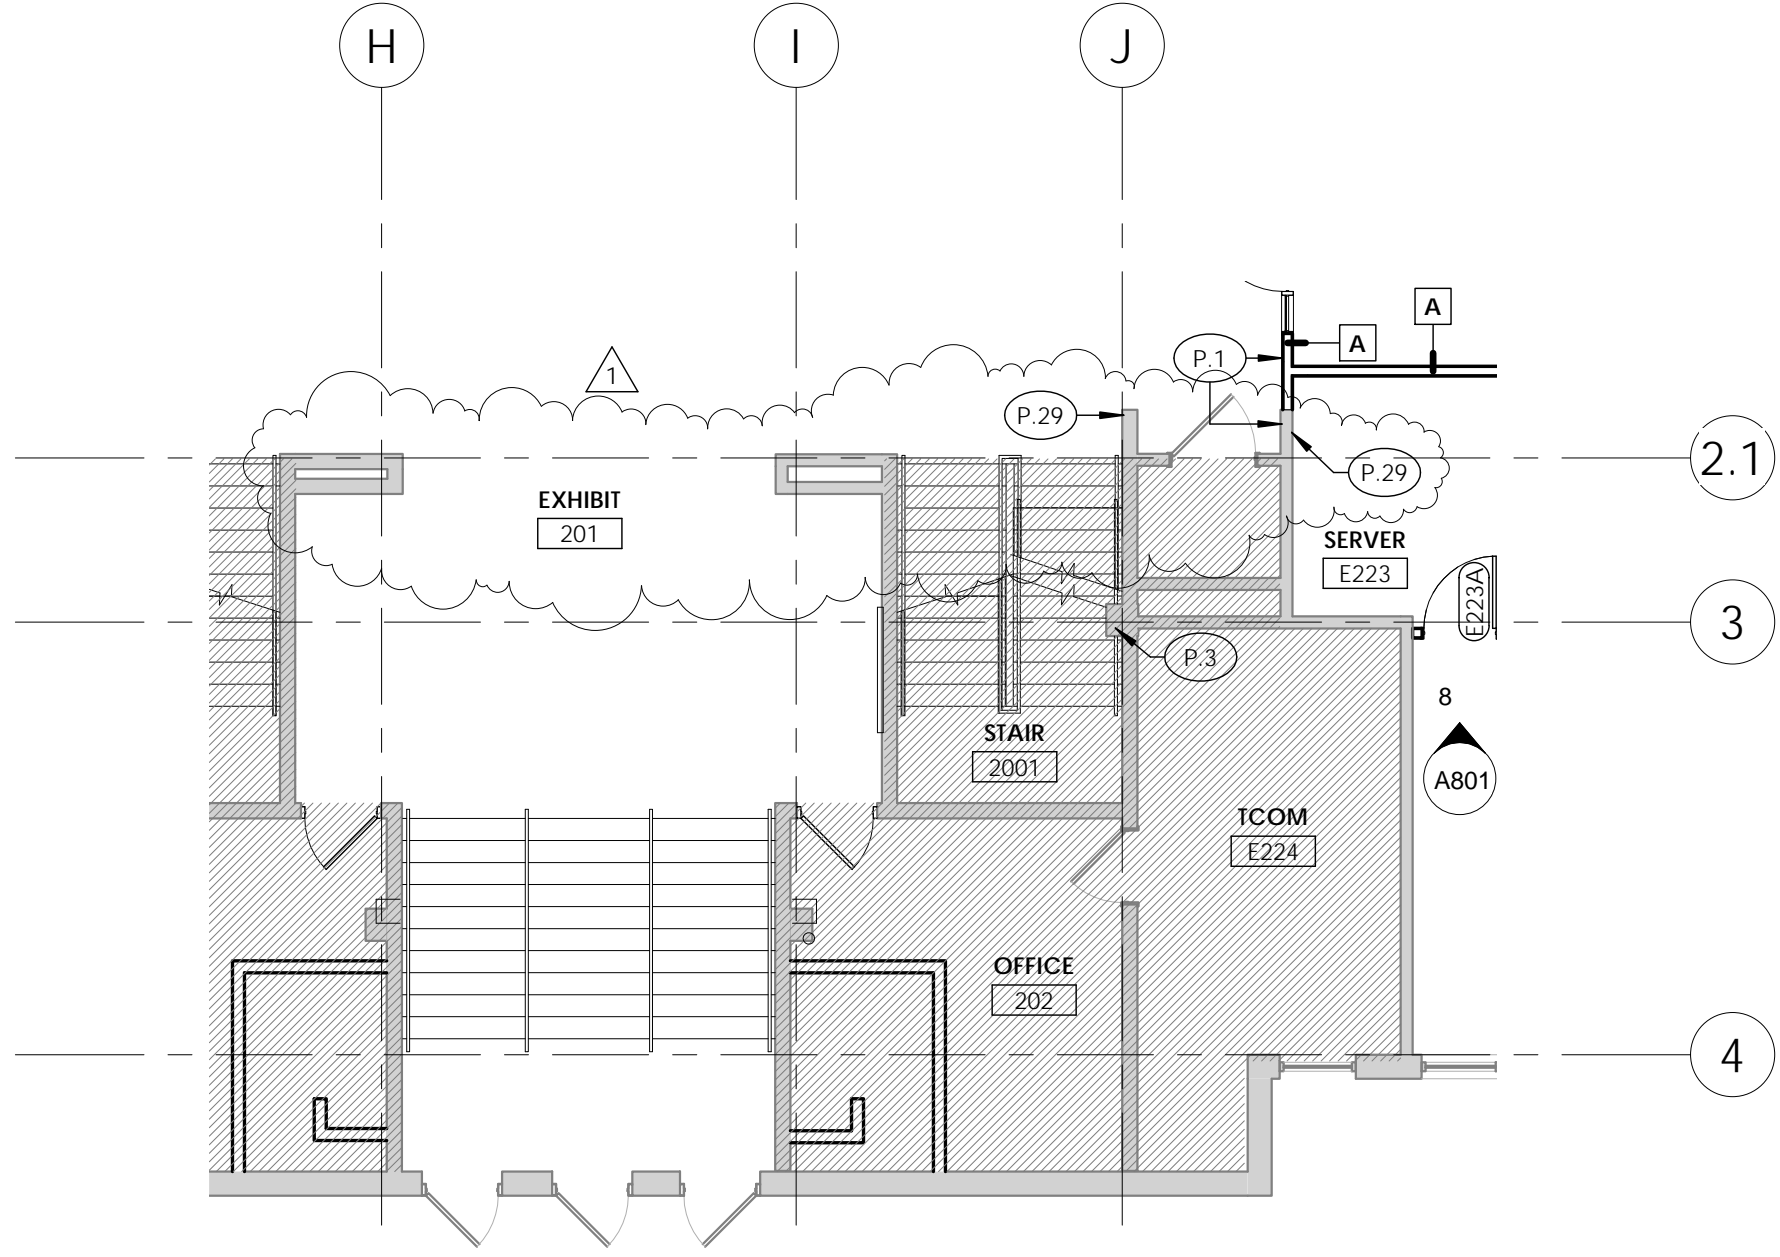 H
I
J
A
A
P.1
1
P.29
2.1
P.29
EXHIBIT
201
SERVER
E223
E223A
3
P.3
8
STAIR
2001
A801
TCOM
E224
OFFICE
202
4